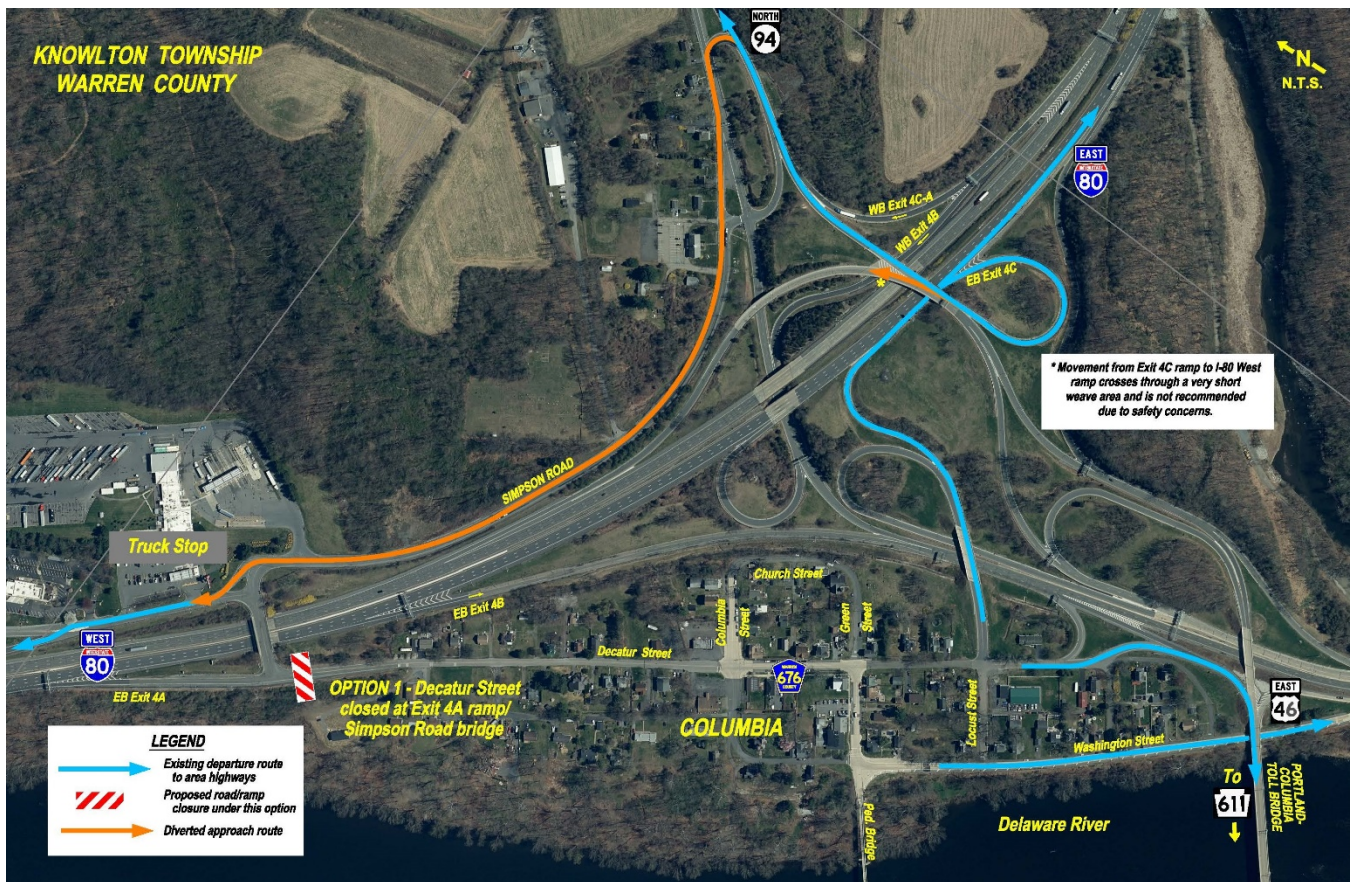 KNOWLTON TOWNSHIP
WARREN COUNTY
NORTH
94
N
N.T.S.
EAST
80
WB Exit 4C-A
WB Exit 4B
EB Exit 4C
*
* Movement from Exit 4C ramp to I-80 West
ramp crosses through a very short
weave area and is not recommended
due to safety concerns.
SIMPSON ROAD
Truck Stop
WEST
80
EB Exit 4A
EB Exit 4B
Church Street
Columbia
Street
Green
Street
Decatur Street
676
COUNTY
OPTION 1 - Decatur Street
closed at Exit 4A ramp/
Simpson Road bridge
COLUMBIA
Locust Street
Washington Street
EAST
46
To
611
PORTLAND-
COLUMBIA
TOLL BRIDGE
Ped. Bridge
Delaware River
LEGEND
Existing departure route
to area highways
Proposed road/ramp
closure under this option
Diverted approach route